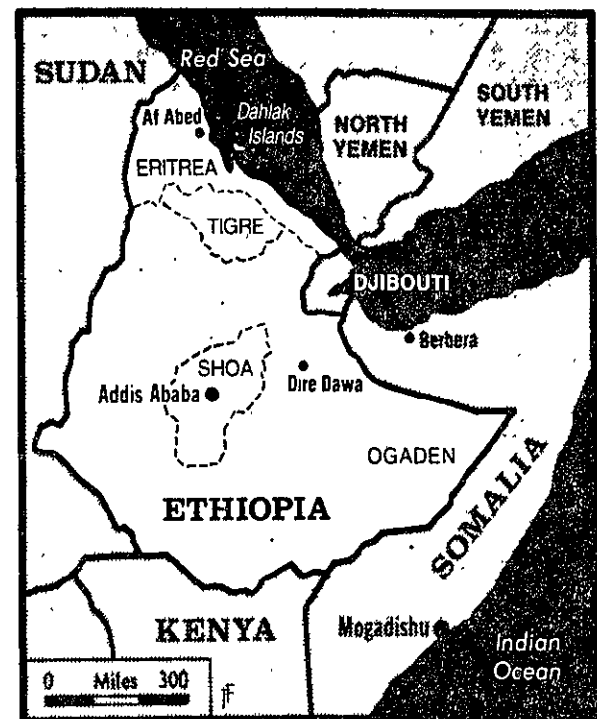 SUDAN
Red Sea
Af Abed
Dahlak
Islands
NORTH
YEMEN
SOUTH
YEMEN
ERITREA
TIGRE
DJIBOUTI
Berbera
SHOA
Addis Ababa
Dire Dawa
OGADEN
ETHIOPIA
SOMALIA
KENYA
Mogadishu
Indian
Ocean
0 Miles 300